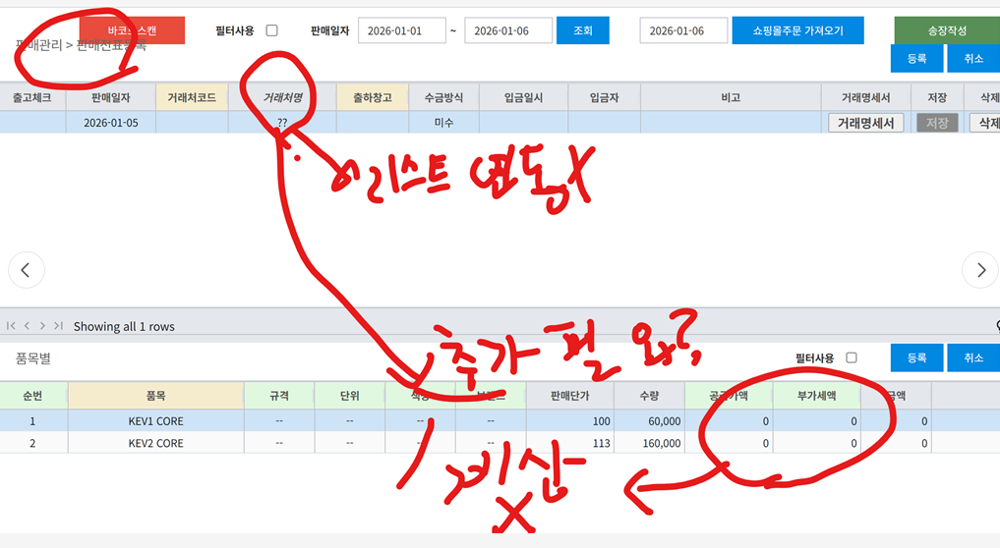 바코드스캔 필터사용 판매일자 2026-01-01 ~ 2026-01-06 조회 2026-01-06 쇼핑몰주문 가져오기 송장작성
판매관리 > 판매전표등록 등록 취소
출고체크 판매일자 거래처코드 거래처명 출하창고 수금방식 입금일시 입금자 비고 거래명세서 저장 삭제
2026-01-05 ?? 미수 거래명세서 저장 삭제
리스트 연동X
Showing all 1 rows
추가 필요?
품목별 필터사용 등록 취소
순번 품목 규격 단위 판매단가 수량 공급가액 부가세액 금액
1 KEV1 CORE -- -- -- -- 100 60,000 0 0 0
2 KEV2 CORE -- -- -- 113 160,000 0 0 0
계산
X